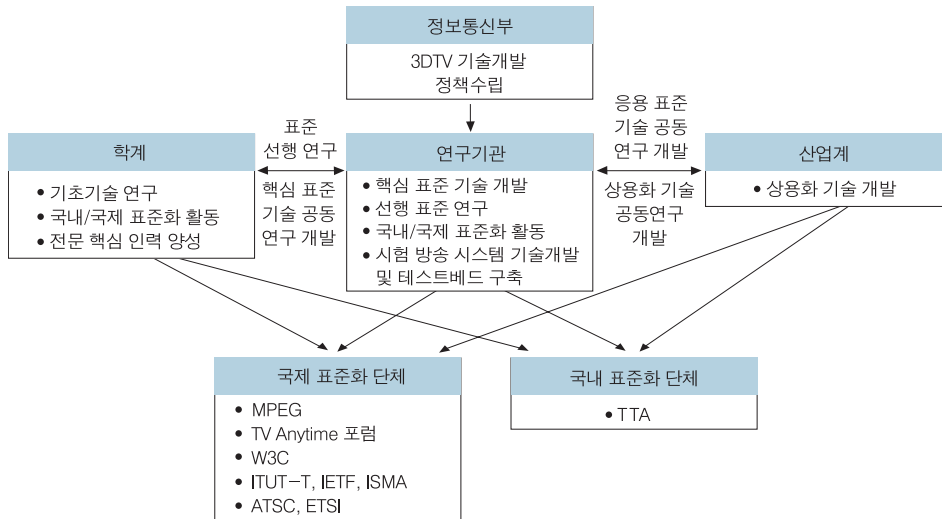 정보통신부
3DTV 기술개발
정책수립
학계
• 기초기술 연구
• 국내/국제 표준화 활동
• 전문 핵심 인력 양성
표준
선행 연구
핵심 표준
기술 공동
연구 개발
연구기관
• 핵심 표준 기술 개발
• 선행 표준 연구
• 국내/국제 표준화 활동
• 시험 방송 시스템 기술개발
및 테스트베드 구축
응용 표준
기술 공동
연구 개발
상용화 기술
공동연구
개발
산업계
• 상용화 기술 개발
국제 표준화 단체
• MPEG
• TV Anytime 포럼
• W3C
• ITUT-T, IETF, ISMA
• ATSC, ETSI
국내 표준화 단체
• TTA